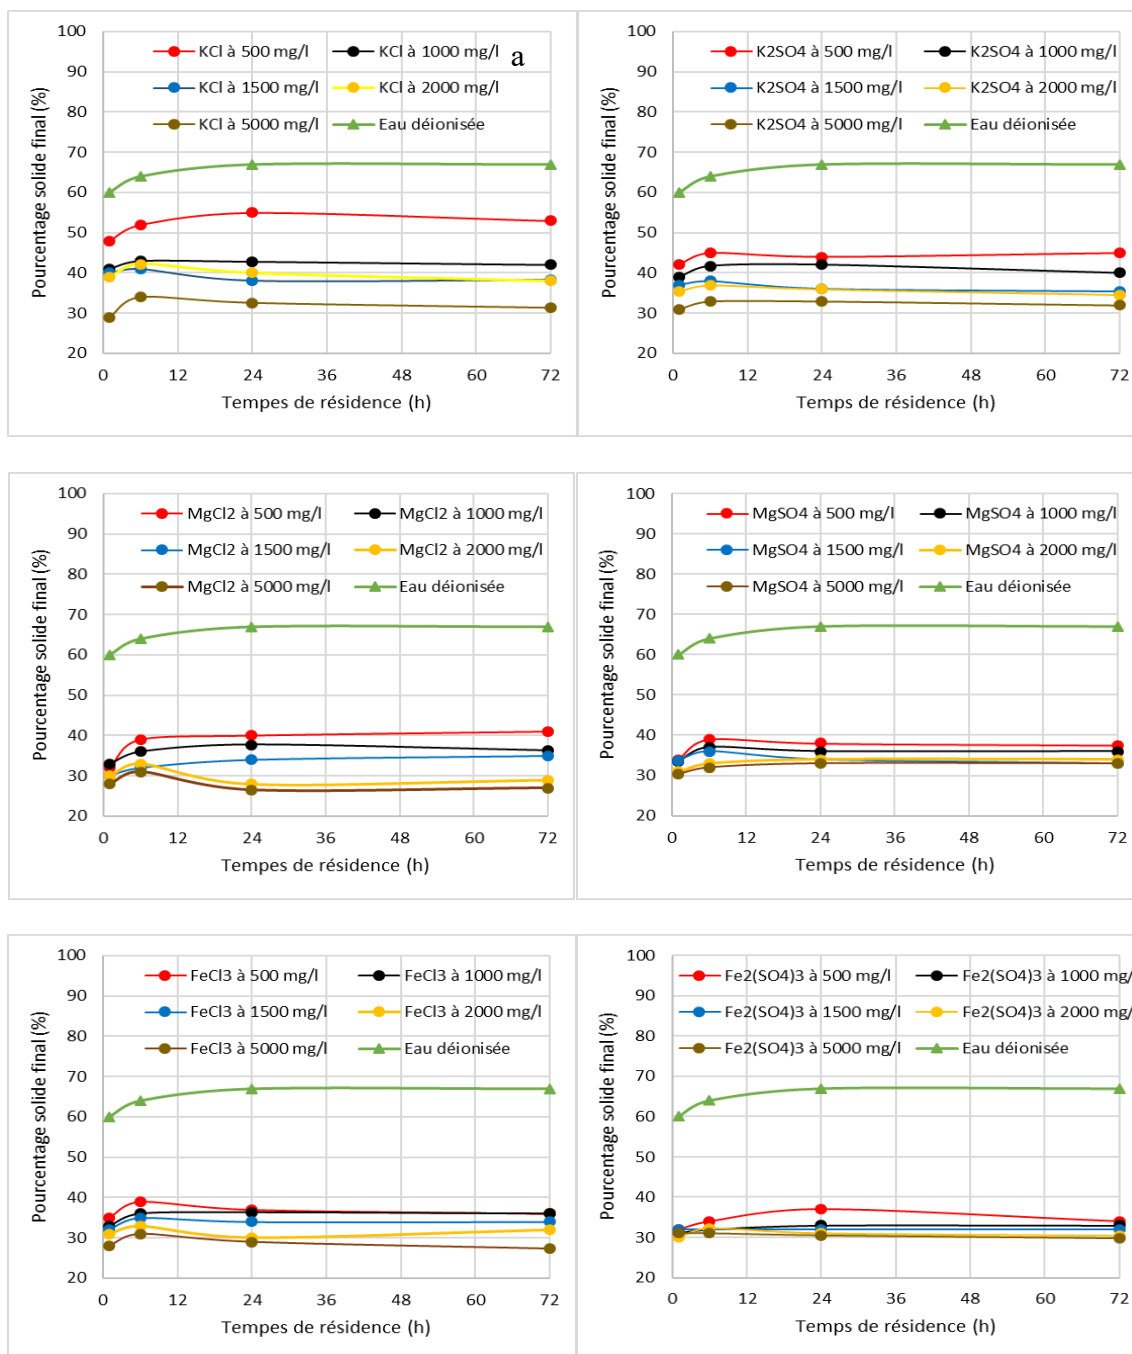 100
90
80
70
60
50
40
30
20
Pourcentage solide final (%)
KCl à 500 mg/l KCl à 1000 mg/l a
KCl à 1500 mg/l KCl à 2000 mg/l
KCl à 5000 mg/l Eau déionisée
0 12 24 36 48 60 72
Tempes de résidence (h)
100
90
80
70
60
50
40
30
20
Pourcentage solide final (%)
K2SO4 à 500 mg/l K2SO4 à 1000 mg/l
K2SO4 à 1500 mg/l K2SO4 à 2000 mg/l
K2SO4 à 5000 mg/l Eau déionisée
0 12 24 36 48 60 72
Temps de résidence (h)
100
90
80
70
60
50
40
30
20
Pourcentage solide final (%)
MgCl2 à 500 mg/l MgCl2 à 1000 mg/l
MgCl2 à 1500 mg/l MgCl2 à 2000 mg/l
MgCl2 à 5000 mg/l Eau déionisée
0 12 24 36 48 60 72
Tempes de résidence (h)
100
90
80
70
60
50
40
30
20
Pourcentage solide final (%)
MgSO4 à 500 mg/l MgSO4 à 1000 mg/l
MgSO4 à 1500 mg/l MgSO4 à 2000 mg/l
MgSO4 à 5000 mg/l Eau déionisée
0 12 24 36 48 60 72
Temps de résidence (h)
100
90
80
70
60
50
40
30
20
Pourcentage solide final (%)
FeCl3 à 500 mg/l FeCl3 à 1000 mg/l
FeCl3 à 1500 mg/l FeCl3 à 2000 mg/l
FeCl3 à 5000 mg/l Eau déionisée
0 12 24 36 48 60 72
Tempes de résidence (h)
100
90
80
70
60
50
40
30
20
Pourcentage solide final (%)
Fe2(SO4)3 à 500 mg/l Fe2(SO4)3 à 1000 mg/l
Fe2(SO4)3 à 1500 mg/l Fe2(SO4)3 à 2000 mg/l
Fe2(SO4)3 à 5000 mg/l Eau déionisée
0 12 24 36 48 60 72
Temps de résidence (h)